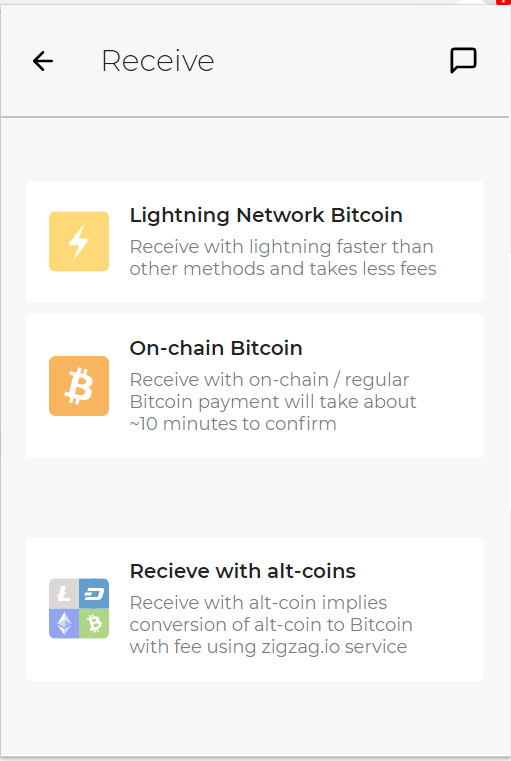 Receive
Lightning Network Bitcoin
Receive with lightning faster than
other methods and takes less fees
On-chain Bitcoin
Receive with on-chain / regular
Bitcoin payment will take about
~10 minutes to confirm
Recieve with alt-coins
Receive with alt-coin implies
conversion of alt-coin to Bitcoin
with fee using zigzag.io service